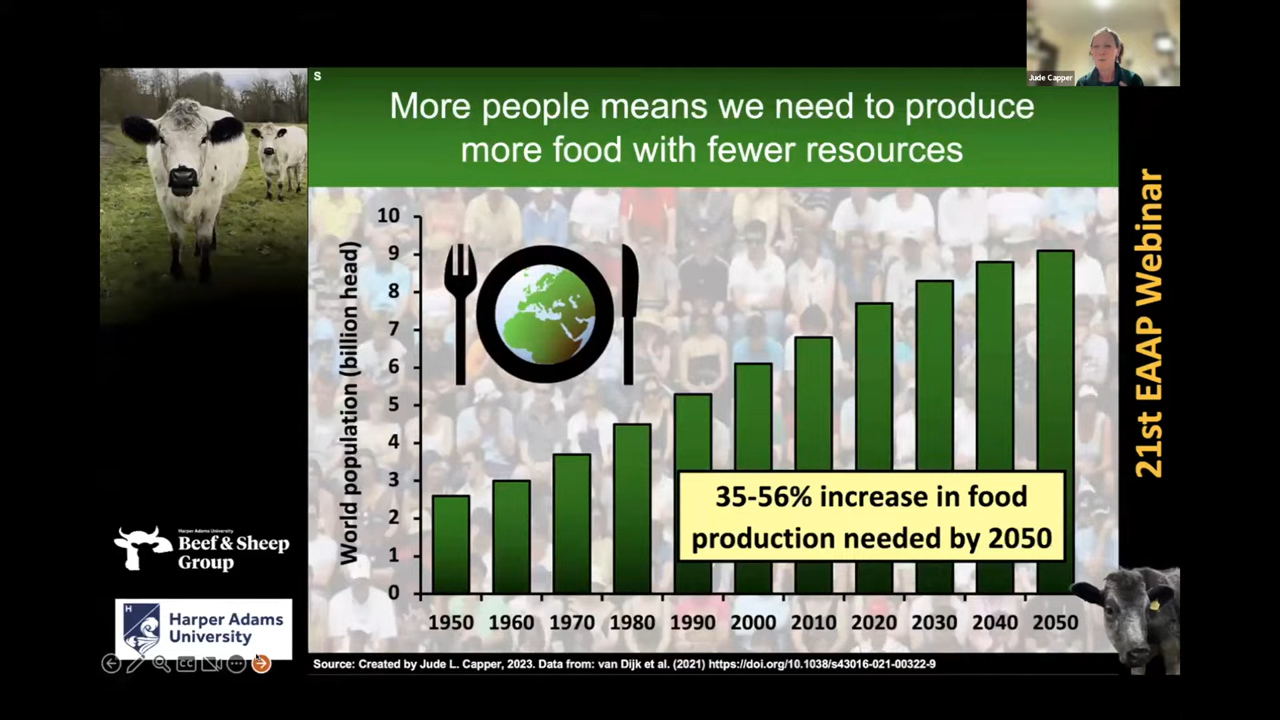 Jude Capper
S
More people means we need to produce
more food with fewer resources
World population (billion head)
10
9
8
7
6
5
4
3
2
1
0
35-56% increase in food
production needed by 2050
1950 1960 1970 1980 1990 2000 2010 2020 2030 2040 2050
21st EAAP Webinar
Harper Adams University
Beef & Sheep
Group
H
Harper Adams
University
CC
Source: Created by Jude L. Capper, 2023. Data from: van Dijk et al. (2021) https://doi.org/10.1038/s43016-021-00322-9